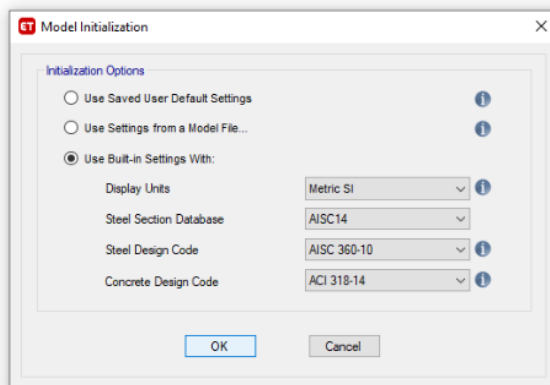 ET Model Initialization
Initialization Options
Use Saved User Default Settings
Use Settings from a Model File...
Use Built-in Settings With:
Display Units Metric SI
Steel Section Database AISC14
Steel Design Code AISC 360-10
Concrete Design Code ACI 318-14
OK Cancel